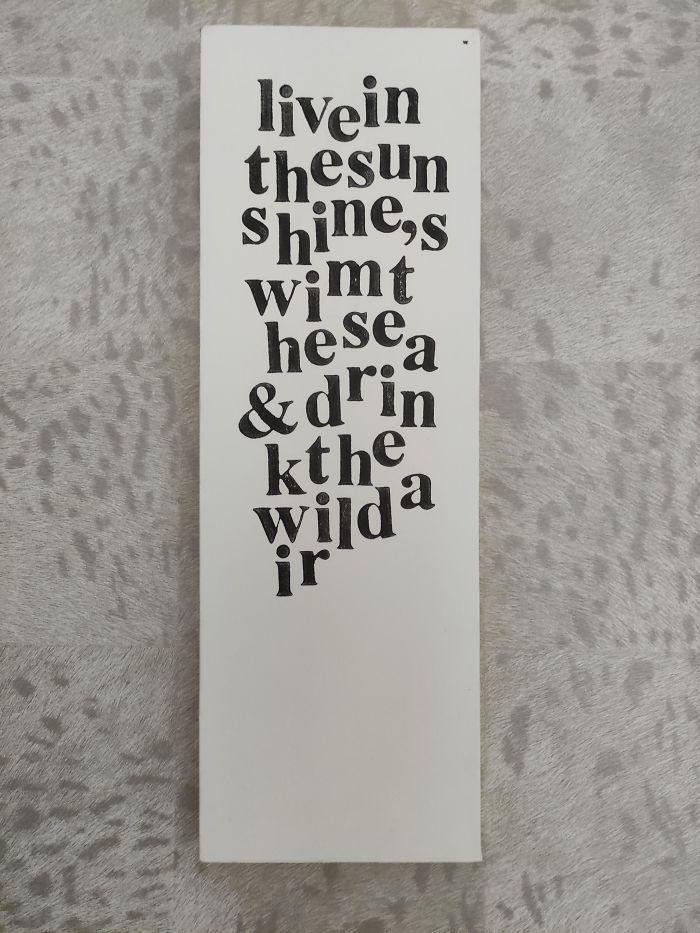 livein
thesun
shine,s
wimt
hesea
& drin
kthe
wilda
ir